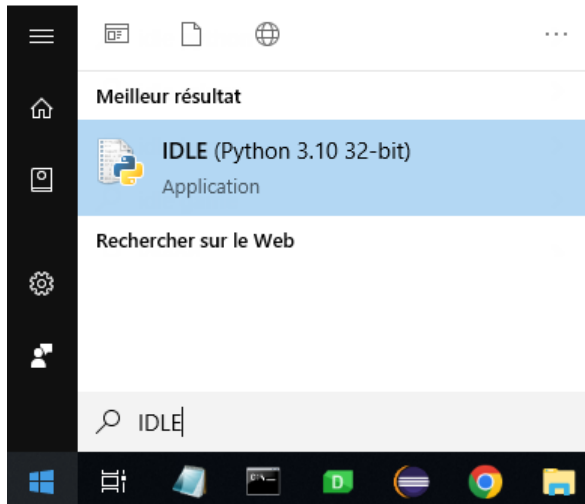 Meilleur résultat
IDLE (Python 3.10 32-bit)
Application
Rechercher sur le Web
IDLE